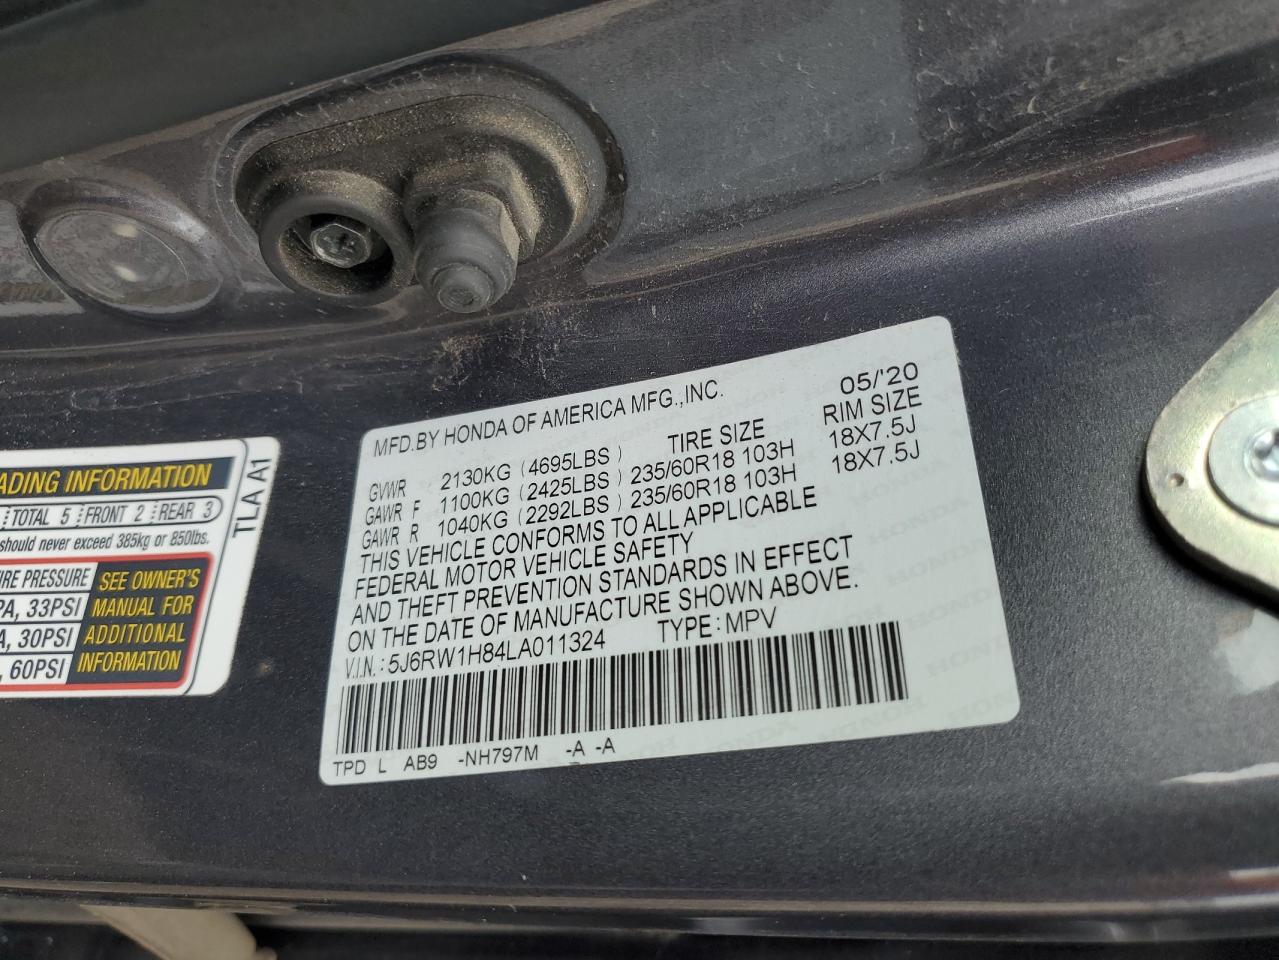 ADING INFORMATION
TOTAL 5 FRONT 2 REAR 3
should never exceed 385kg or 850lbs.
IRE PRESSURE
PA, 33PSI
A, 30PSI
, 60PSI
SEE OWNER'S
MANUAL FOR
ADDITIONAL
INFORMATION
TLA A1
MFD.BY HONDA OF AMERICA MFG.,INC. 05/'20
TIRE SIZE RIM SIZE
GVWR 2130KG (4695LBS)
GAWR F 1100KG (2425LBS) 235/60R18 103H 18X7.5J
GAWR R 1040KG (2292LBS) 235/60R18 103H 18X7.5J
THIS VEHICLE CONFORMS TO ALL APPLICABLE
FEDERAL MOTOR VEHICLE SAFETY
AND THEFT PREVENTION STANDARDS IN EFFECT
ON THE DATE OF MANUFACTURE SHOWN ABOVE.
V.I.N.: 5J6RW1H84LA011324 TYPE: MPV
TPD L AB9 -NH797M -A -A